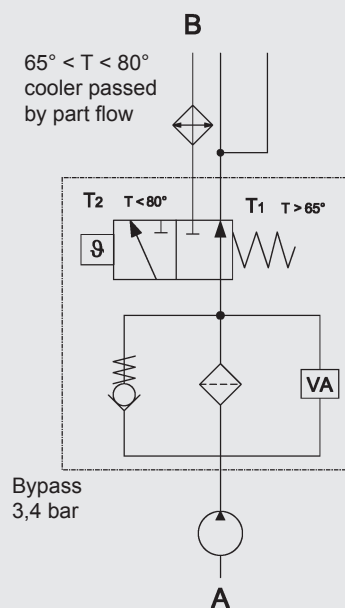 B
65° < T < 80°
cooler passed
by part flow
T2 T < 80°
T1 T > 65°
ϑ
VA
Bypass
3,4 bar
A